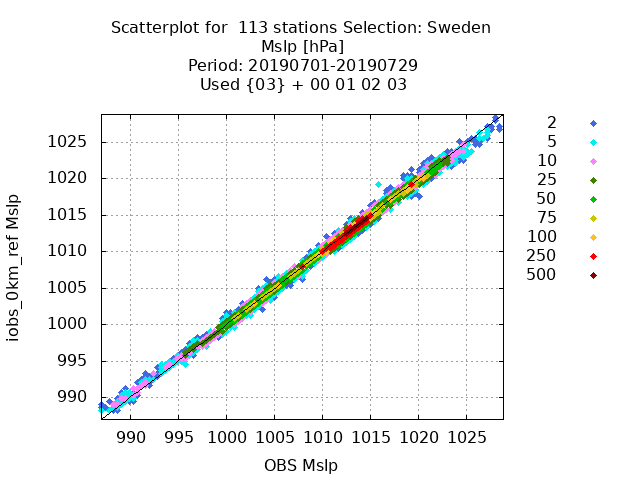 Scatterplot for  113 stations Selection: Sweden
Mslp [hPa]
Period: 20190701-20190729
Used {03} + 00 01 02 03
2
5
10
25
50
75
100
250
500
iobs_0km_ref Mslp
1025
1020
1015
1010
1005
1000
995
990
990 995 1000 1005 1010 1015 1020 1025
OBS Mslp